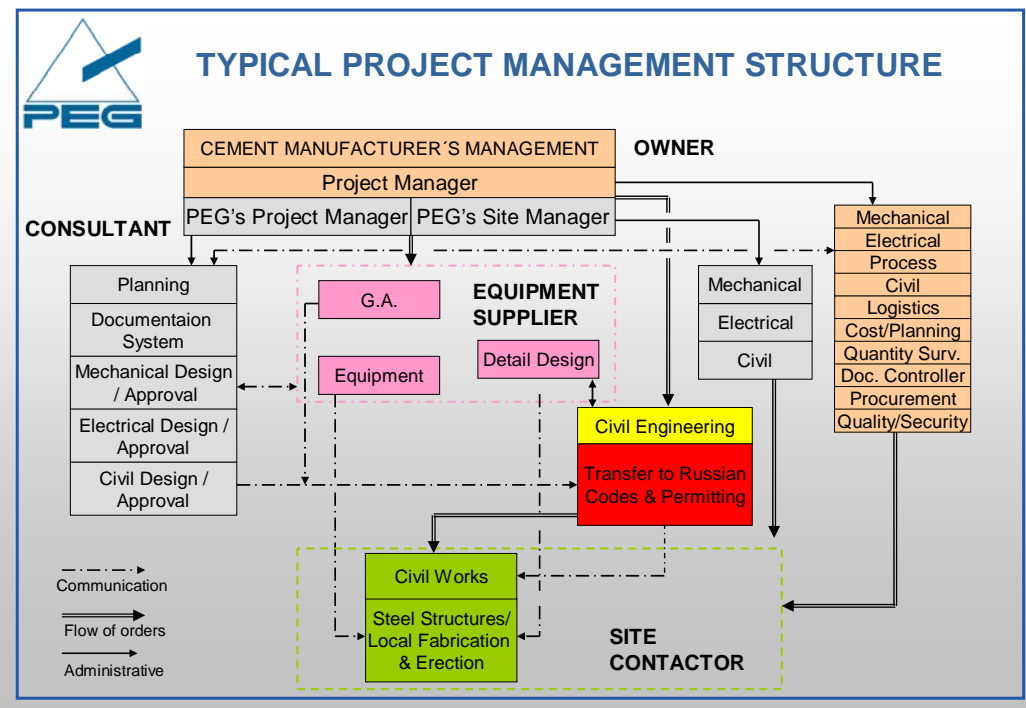 PEG
TYPICAL PROJECT MANAGEMENT STRUCTURE
CEMENT MANUFACTURER´S MANAGEMENT
OWNER
Project Manager
CONSULTANT
PEG's Project Manager
PEG's Site Manager
Planning
Documentaion
System
Mechanical Design
/ Approval
Electrical Design /
Approval
Civil Design /
Approval
G.A.
EQUIPMENT
SUPPLIER
Equipment
Detail Design
Civil Engineering
Transfer to Russian
Codes & Permitting
Mechanical
Electrical
Civil
Mechanical
Electrical
Process
Civil
Logistics
Cost/Planning
Quantity Surv.
Doc. Controller
Procurement
Quality/Security
Civil Works
Steel Structures/
Local Fabrication
& Erection
SITE
CONTACTOR
Communication
Flow of orders
Administrative